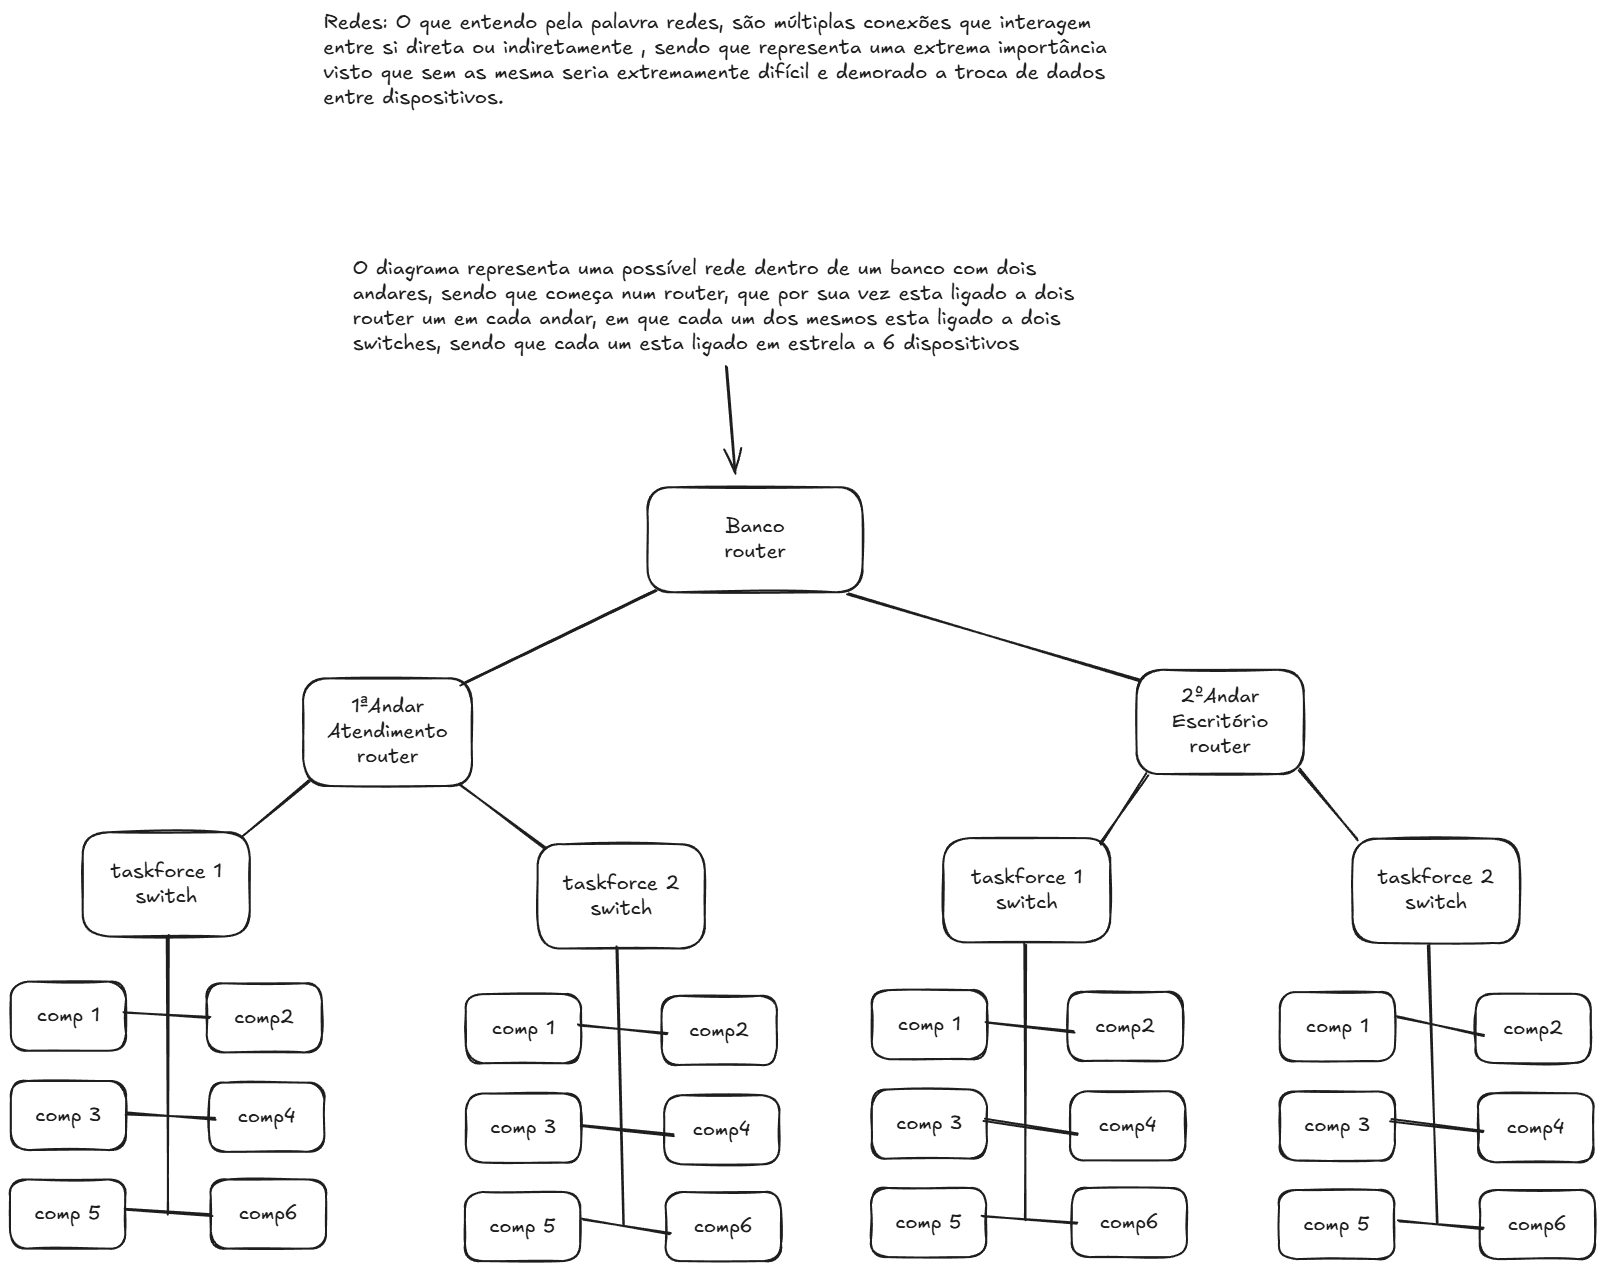 Redes: O que entendo pela palavra redes, são múltiplas conexões que interagem
entre si direta ou indiretamente , sendo que representa uma extrema importância
visto que sem as mesma seria extremamente difícil e demorado a troca de dados
entre dispositivos.
O diagrama representa uma possível rede dentro de um banco com dois
andares, sendo que começa num router, que por sua vez esta ligado a dois
router um em cada andar, em que cada um dos mesmos esta ligado a dois
switches, sendo que cada um esta ligado em estrela a 6 dispositivos
Banco
router
1ªAndar
Atendimento
router
2ºAndar
Escritório
router
taskforce 1
switch
taskforce 2
switch
taskforce 1
switch
taskforce 2
switch
comp 1
comp2
comp 3
comp4
comp 5
comp6
comp 1
comp2
comp 3
comp4
comp 5
comp6
comp 1
comp2
comp 3
comp4
comp 5
comp6
comp 1
comp2
comp 3
comp4
comp 5
comp6